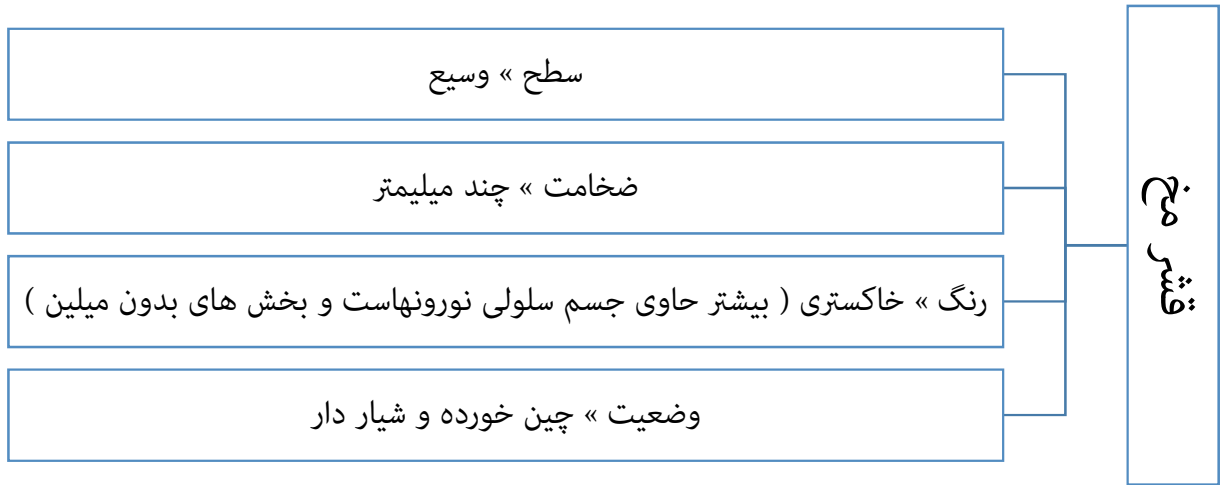 قشر مخ
سطح » وسیع
ضخامت » چند میلیمتر
رنگ » خاکستری ( بیشتر حاوی جسم سلولی نورونهاست و بخش های بدون میلین )
وضعیت » چین خورده و شیار دار